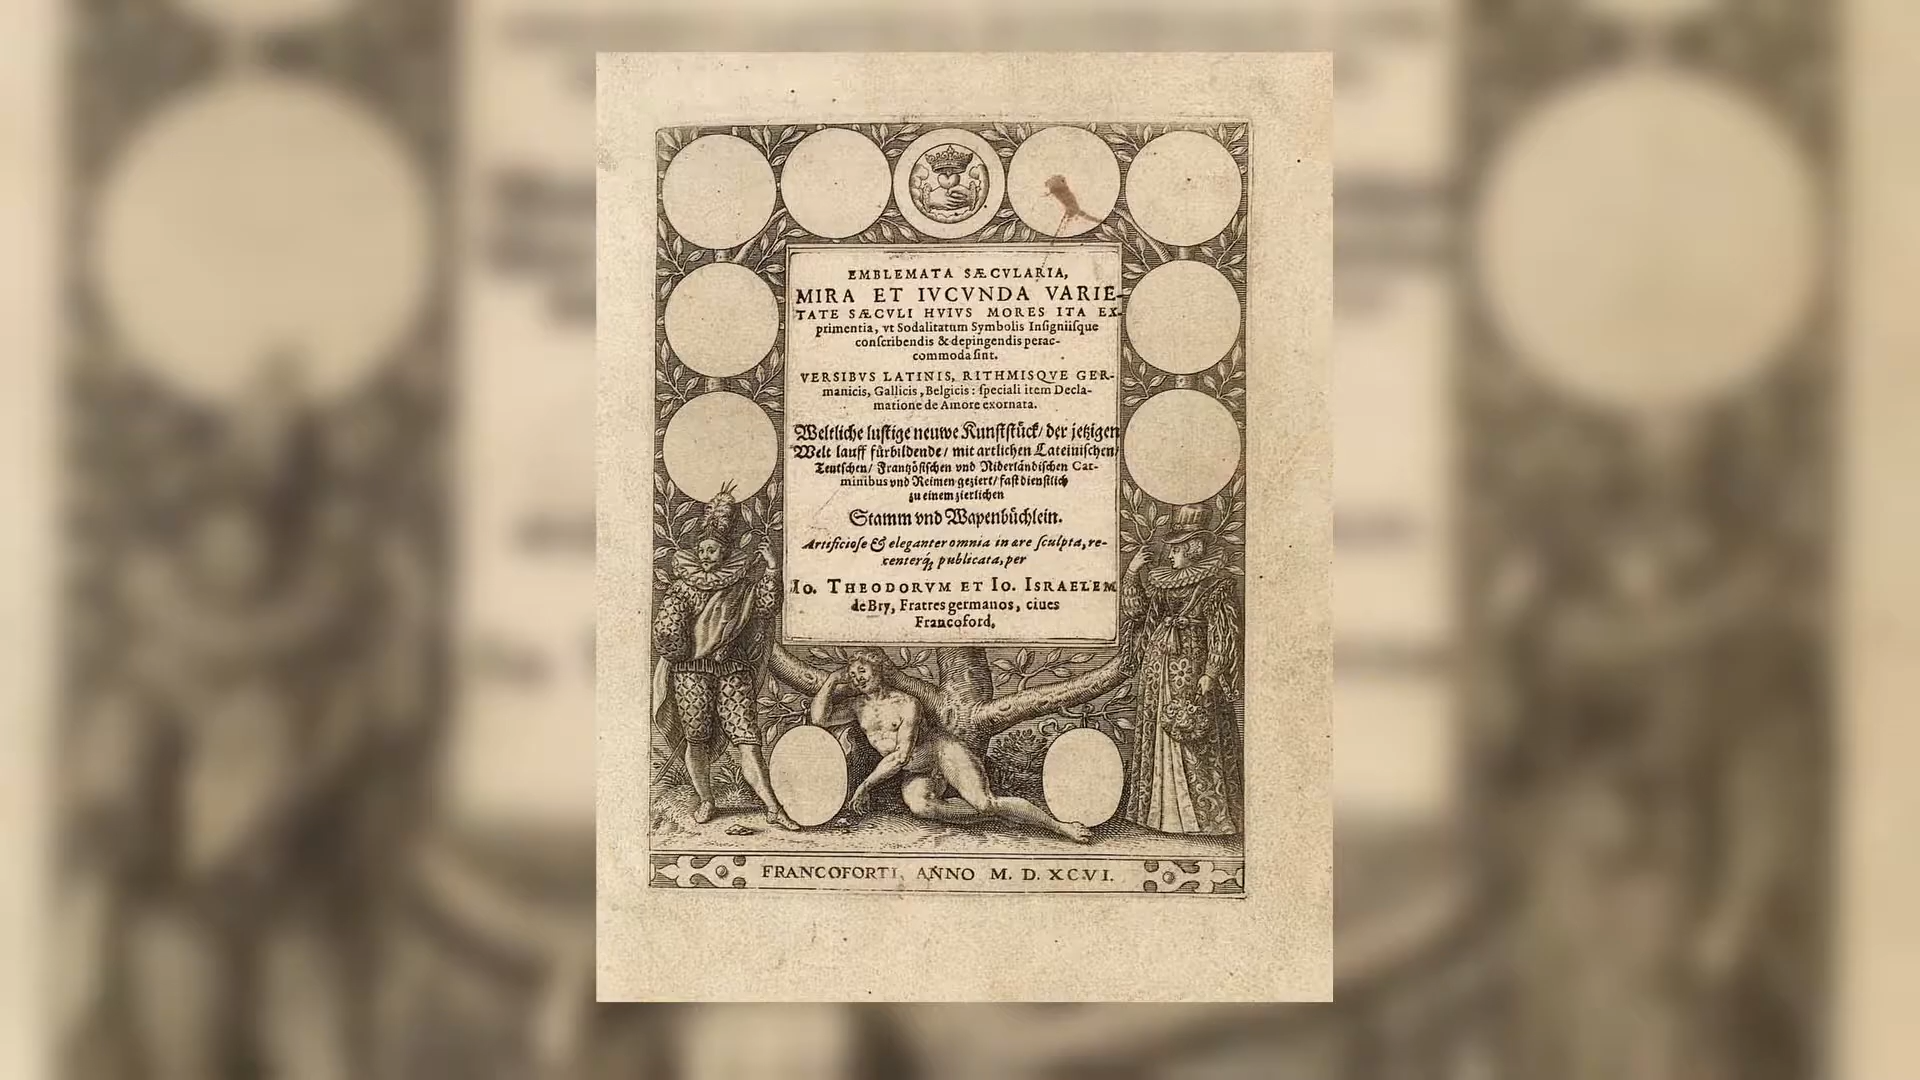 EMBLEMATA SÆCVLARIA,
MIRA ET IVCVNDA VARIE-
TATE SÆCVLI HVIVS MORES ITA EX-
primentia, vt Sodalitatum Symbolis Inſigniiſque
conſcribendis & depingendis perac-
commoda ſint.
VERSIBVS LATINIS, RITHMISQVE GER-
manicis, Gallicis, Belgicis: ſpeciali item Decla-
matione de Amore exornata.
Weltliche luſtige neuwe Kunſtſtück/ der jetzigen
Welt lauff fürbildende/ mit artlichen Lateiniſchen/
Teutſchen/ Frantzöſiſchen vnd Niderländiſchen Car-
minibus vnd Reimen geziert/ faſt dienſtlich
zu einem zierlichen
Stamm vnd Wapenbüchlein.
Artificioſe & eleganter omnia in ære ſculpta, re-
centerq́; publicata, per
IO. THEODORVM ET IO. ISRAELEM
de Bry, Fratres germanos, ciues
Francoford.
FRANCOFORTI, ANNO M. D. XCVI.